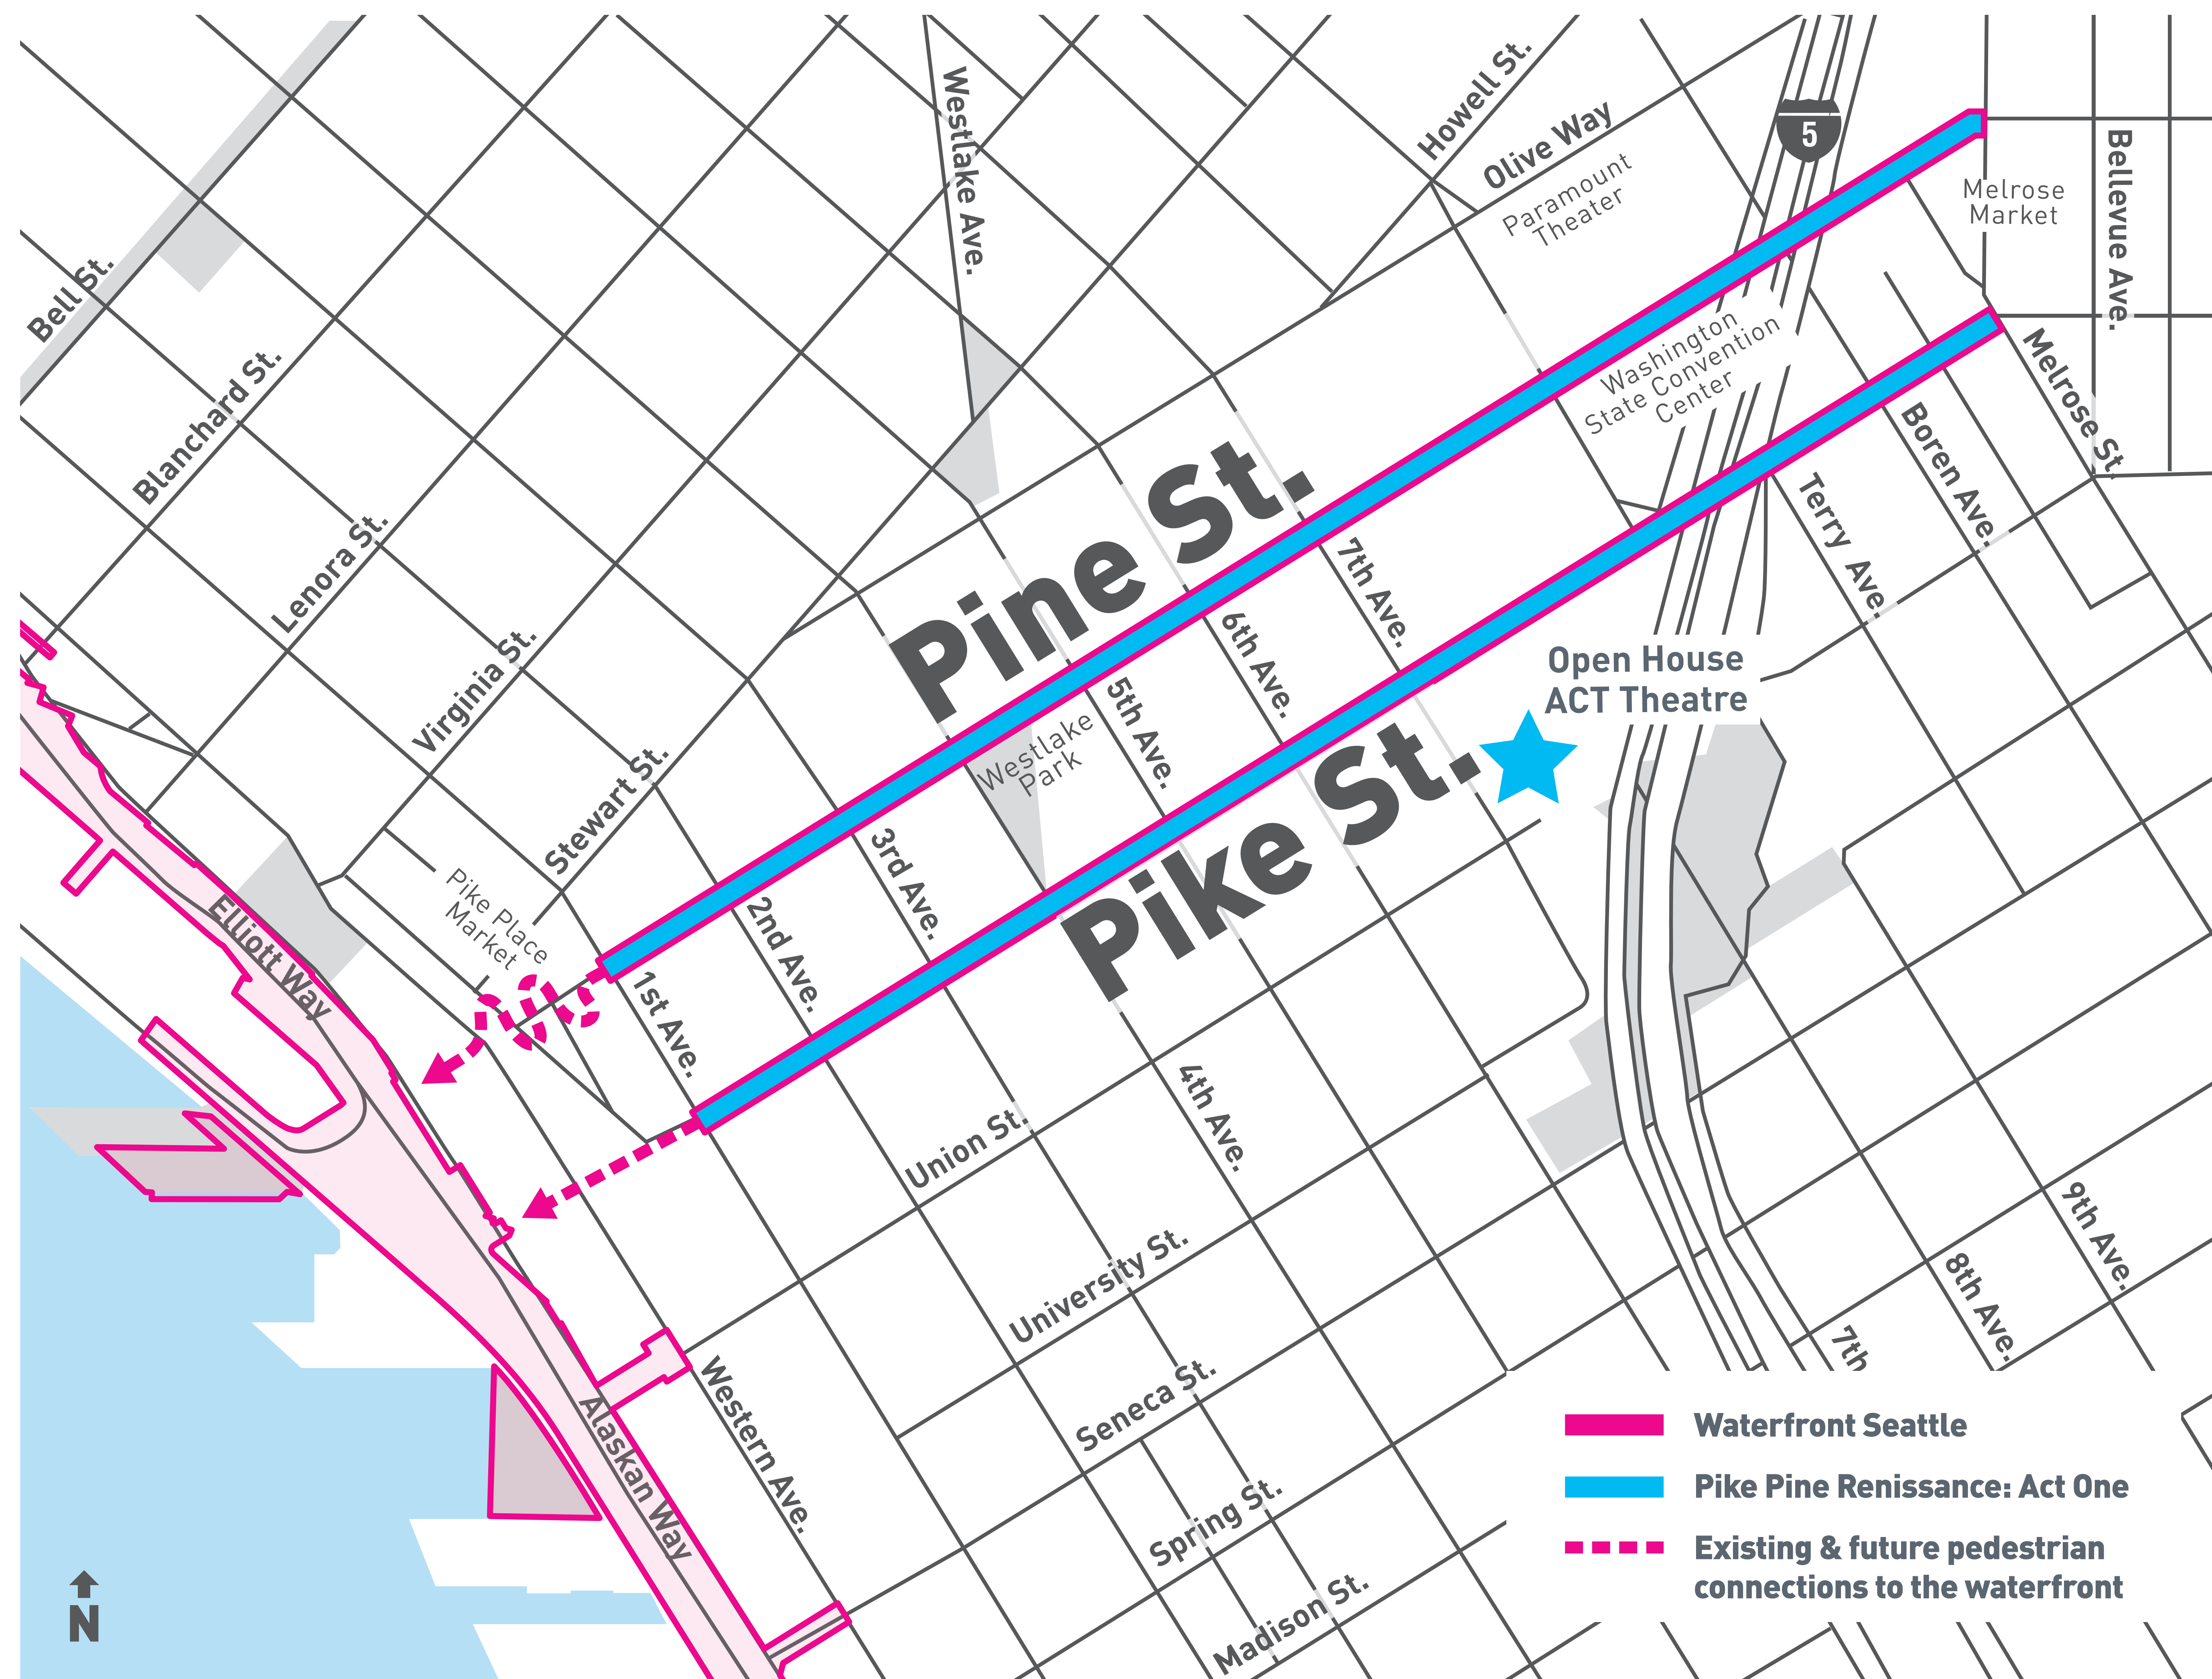 Westlake Ave.
Howell St.
Olive Way
Paramount
Theater
5
Melrose
Market
Bellevue Ave.
Bell St.
Blanchard St.
Lenora St.
Virginia St.
Stewart St.
Washington
State Convention
Center
Melrose St.
Boren Ave.
Terry Ave.
Pine St.
7th Ave.
6th Ave.
5th Ave.
Westlake
Park
Open House
ACT Theatre
Pike St.
3rd Ave.
2nd Ave.
1st Ave.
Pike Place
Market
Elliott Way
4th Ave.
Union St.
University St.
Seneca St.
Spring St.
Madison St.
Western Ave.
Alaskan Way
9th Ave.
8th Ave.
7th
Waterfront Seattle
Pike Pine Renissance: Act One
Existing & future pedestrian
connections to the waterfront
N